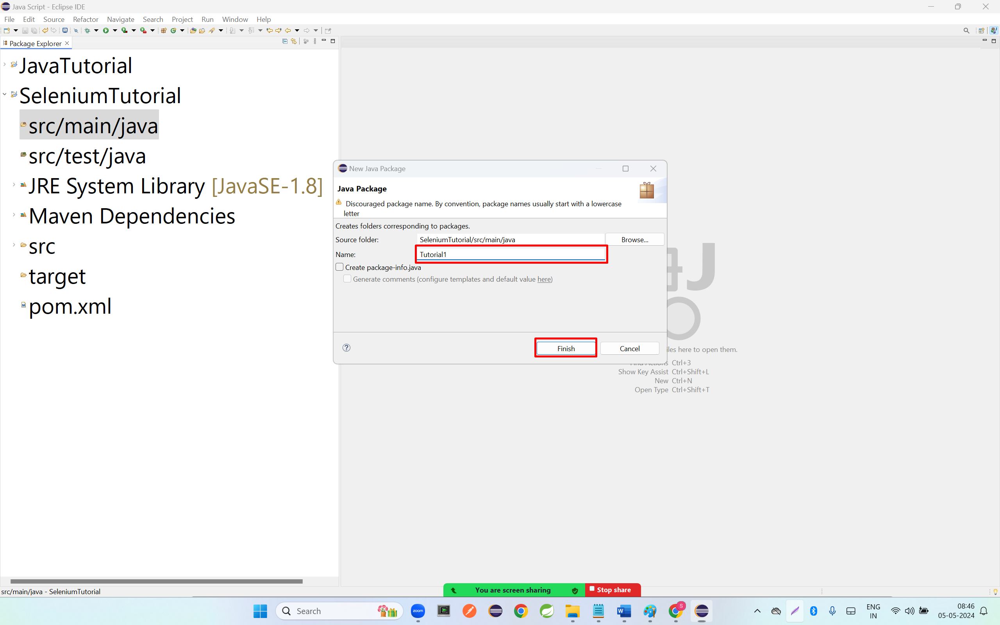 Java Script - Eclipse IDE
File Edit Source Refactor Navigate Search Project Run Window Help
Package Explorer
JavaTutorial
SeleniumTutorial
src/main/java
src/test/java
JRE System Library [JavaSE-1.8]
Maven Dependencies
src
target
pom.xml
New Java Package
Java Package
Discouraged package name. By convention, package names usually start with a lowercase
letter
Creates folders corresponding to packages.
Source folder: SeleniumTutorial/src/main/java Browse...
Name: Tutorial1
Create package-info.java
Generate comments (configure templates and default value here)
Finish Cancel
iles here to open them.
Find Actions Ctrl+3
Show Key Assist Ctrl+Shift+L
New Ctrl+N
Open Type Ctrl+Shift+T
src/main/java - SeleniumTutorial
You are screen sharing Stop share
Search
zoom
S
ENG
IN
08:46
05-05-2024